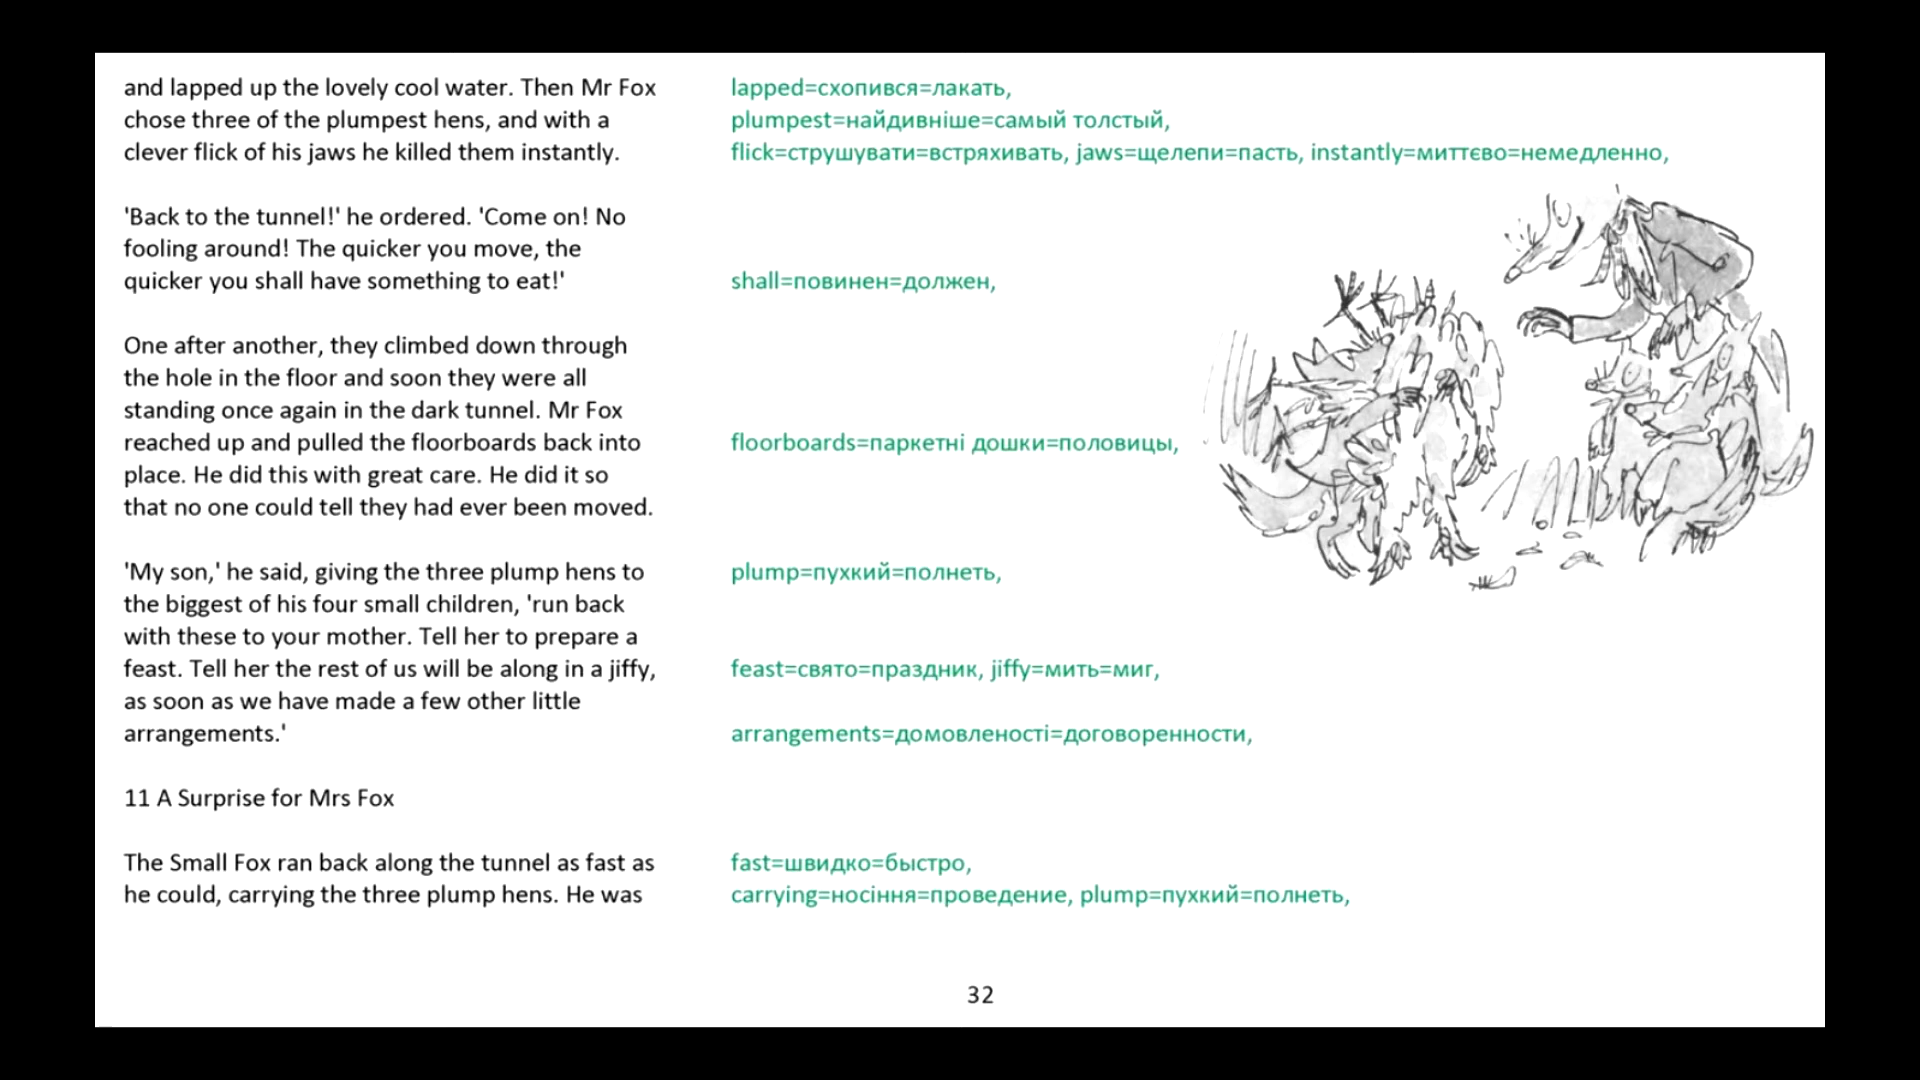 and lapped up the lovely cool water. Then Mr Fox
lapped=схопився=лакать,
chose three of the plumpest hens, and with a
plumpest=найдивніше=самый толстый,
clever flick of his jaws he killed them instantly.
flick=струшувати=встряхивать, jaws=щелепи=пасть, instantly=миттєво=немедленно,
'Back to the tunnel!' he ordered. 'Come on! No
fooling around! The quicker you move, the
quicker you shall have something to eat!'
shall=повинен=должен,
One after another, they climbed down through
the hole in the floor and soon they were all
standing once again in the dark tunnel. Mr Fox
reached up and pulled the floorboards back into
floorboards=паркетні дошки=половицы,
place. He did this with great care. He did it so
that no one could tell they had ever been moved.
'My son,' he said, giving the three plump hens to
plump=пухкий=полнеть,
the biggest of his four small children, 'run back
with these to your mother. Tell her to prepare a
feast. Tell her the rest of us will be along in a jiffy,
feast=свято=праздник, jiffy=мить=миг,
as soon as we have made a few other little
arrangements.'
arrangements=домовленості=договоренности,
11 A Surprise for Mrs Fox
The Small Fox ran back along the tunnel as fast as
fast=швидко=быстро,
he could, carrying the three plump hens. He was
carrying=носіння=проведение, plump=пухкий=полнеть,
32